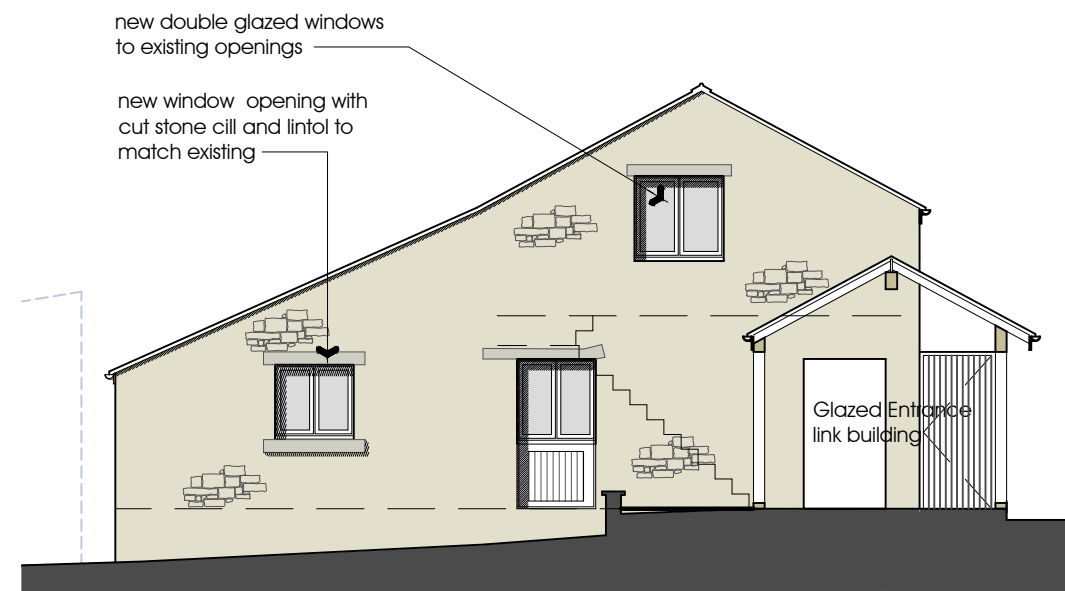 new double glazed windows
to existing openings
new window opening with
cut stone cill and lintol to
match existing
Glazed Entrance
link building